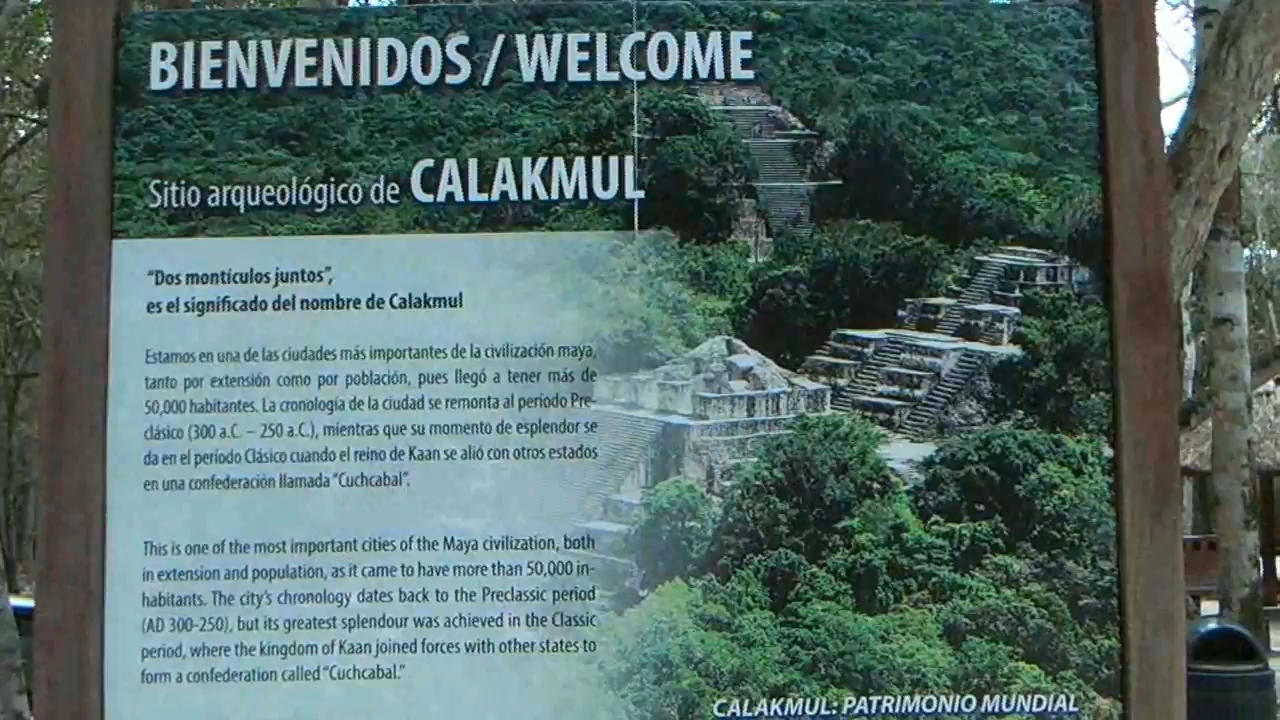 BIENVENIDOS / WELCOME
Sitio arqueológico de CALAKMUL
“Dos montículos juntos”,
es el significado del nombre de Calakmul
Estamos en una de las ciudades más importantes de la civilización maya,
tanto por extensión como por población, pues llegó a tener más de
50,000 habitantes. La cronología de la ciudad se remonta al periodo Pre-
clásico (300 a.C. – 250 a.C.), mientras que su momento de esplendor se
da en el periodo Clásico cuando el reino de Kaan se alió con otros estados
en una confederación llamada “Cuchcabal”.
This is one of the most important cities of the Maya civilization, both
in extension and population, as it came to have more than 50,000 in-
habitants. The city's chronology dates back to the Preclassic period
(AD 300-250), but its greatest splendour was achieved in the Classic
period, where the kingdom of Kaan joined forces with other states to
form a confederation called “Cuchcabal.”
CALAKMUL: PATRIMONIO MUNDIAL